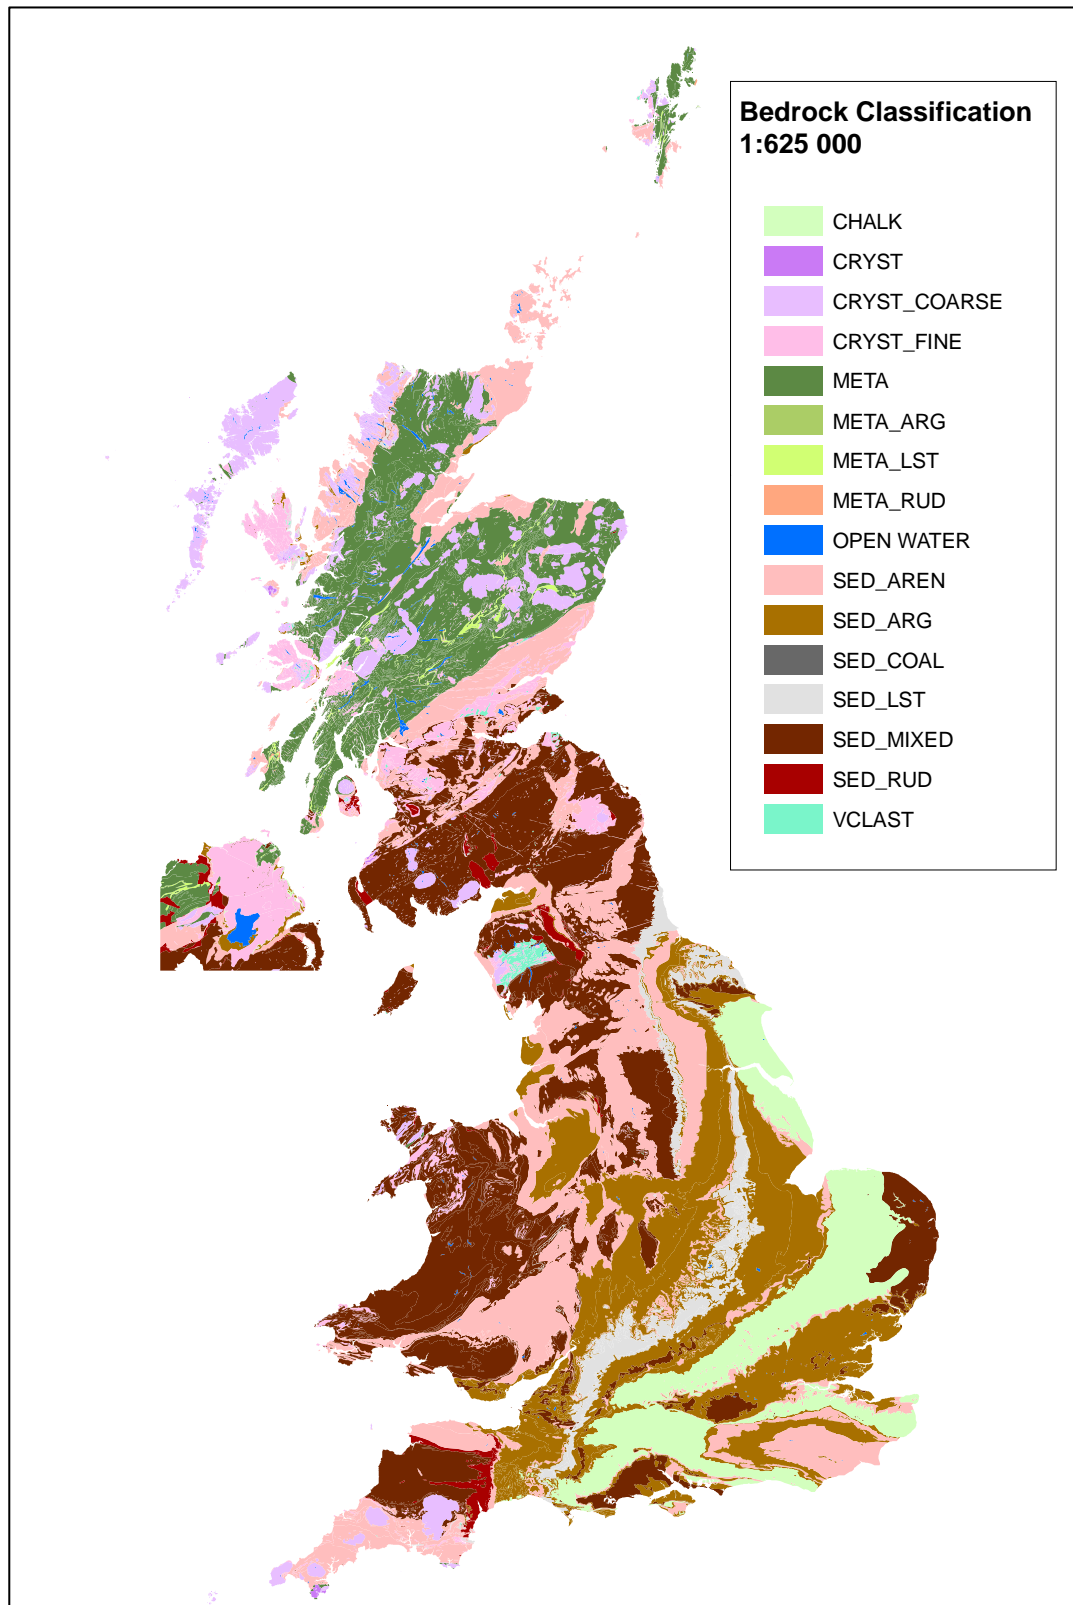 Bedrock Classification
1:625 000
CHALK
CRYST
CRYST_COARSE
CRYST_FINE
META
META_ARG
META_LST
META_RUD
OPEN WATER
SED_AREN
SED_ARG
SED_COAL
SED_LST
SED_MIXED
SED_RUD
VCLAST